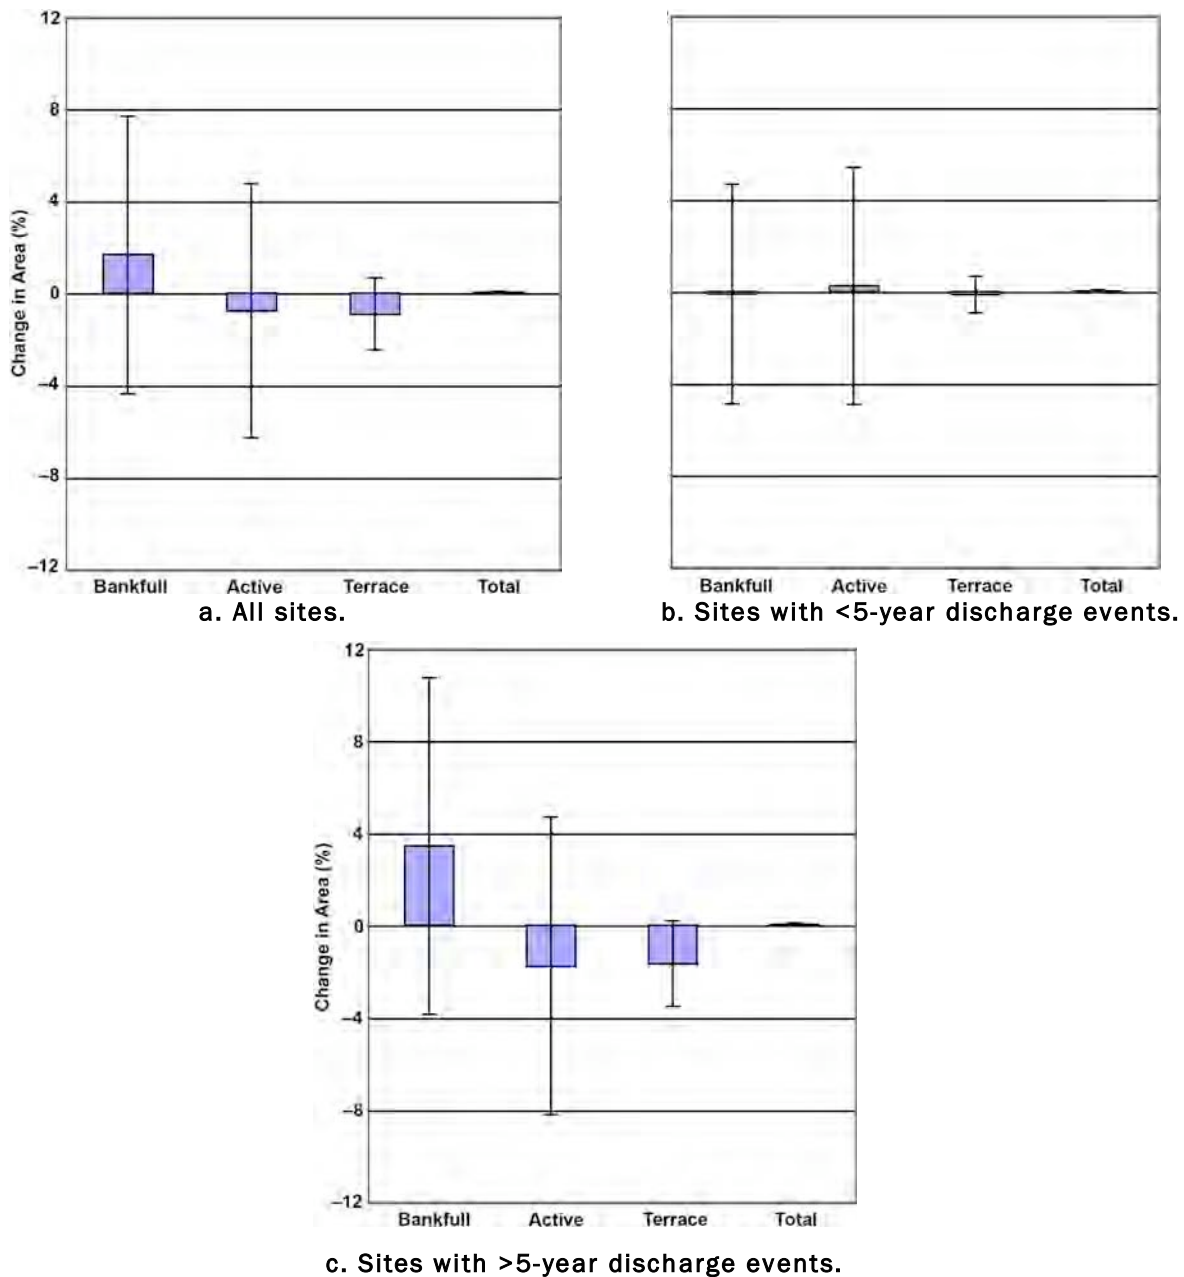 12
8
4
0
−4
−8
−12
Change in Area (%)
Bankfull Active Terrace Total
a. All sites.
Bankfull Active Terrace Total
b. Sites with <5-year discharge events.
12
8
4
0
−4
−8
−12
Change in Area (%)
Bankfull Active Terrace Total
c. Sites with >5-year discharge events.